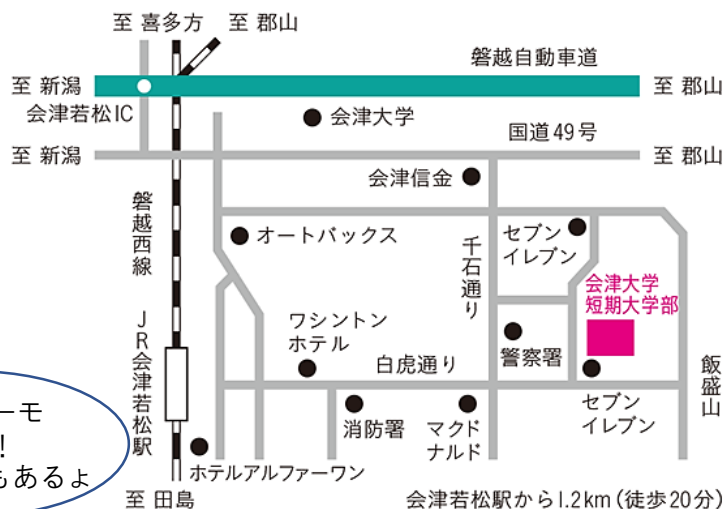 至 喜多方
至 郡山
磐越自動車道
至 新潟
至 郡山
会津若松IC
会津大学
国道49号
至 新潟
至 郡山
会津信金
磐越西線
オートバックス
千石通り
セブン
イレブン
会津大学
短期大学部
JR会津若松駅
ワシントン
ホテル
白虎通り
警察署
飯盛山
消防署
マクド
ナルド
セブン
イレブン
ーモ
!
もあるょ
ホテルアルファーワン
至 田島
会津若松駅から1.2km(徒歩20分)